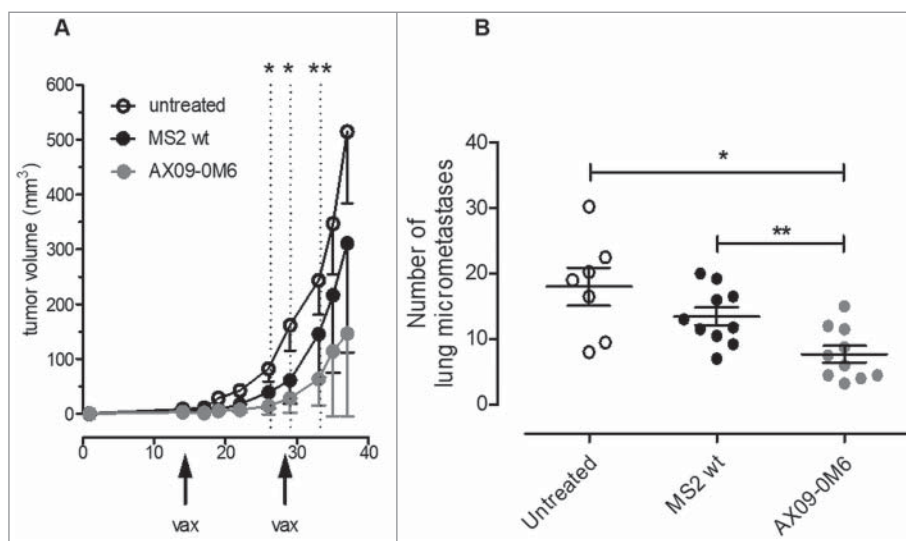 A
* * **
600
500
400
300
200
100
0
tumor volume (mm³)
untreated
MS2 wt
AX09-0M6
0 10 20 30 40
vax vax
B
40
30
20
10
0
Number of
lung micrometastases
*
**
Untreated
MS2 wt
AX09-0M6